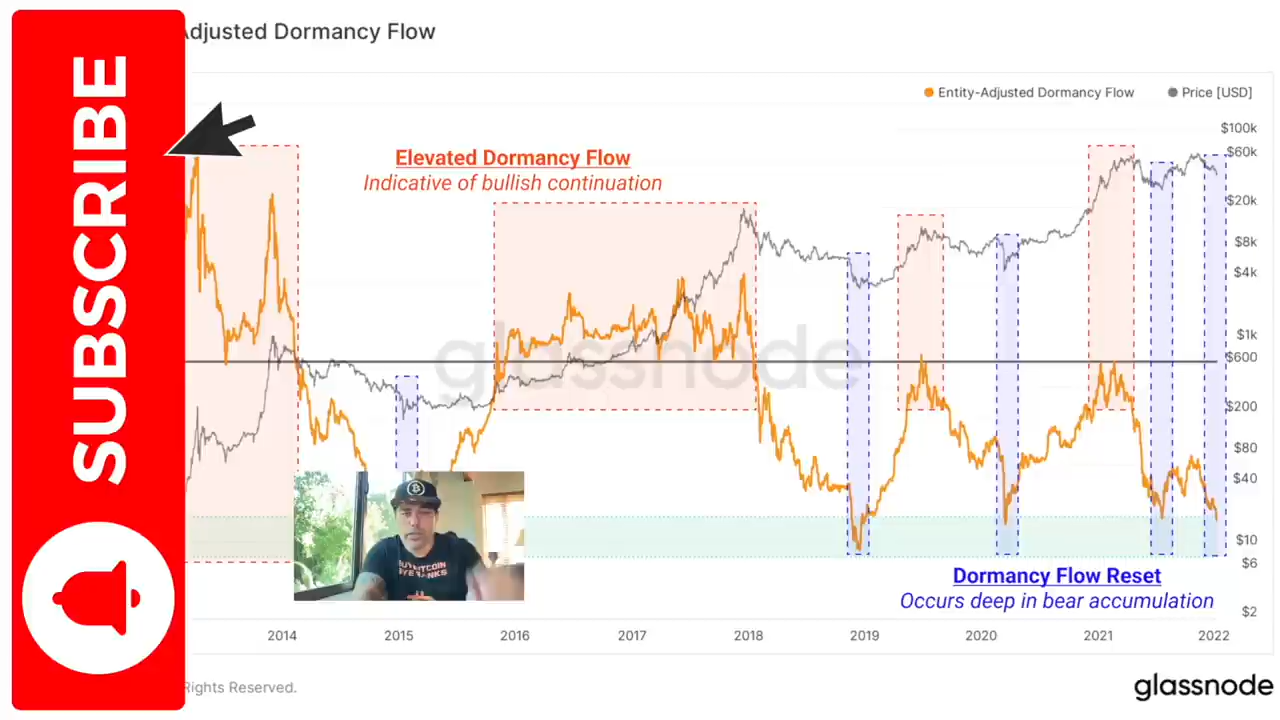 SUBSCRIBE
Adjusted Dormancy Flow
Entity-Adjusted Dormancy Flow
Price [USD]
Elevated Dormancy Flow
Indicative of bullish continuation
$100k
$60k
$20k
$8k
$4k
$1k
$600
$200
$80
$40
$10
$6
$2
glassnode
Dormancy Flow Reset
Occurs deep in bear accumulation
2014
2015
2016
2017
2018
2019
2020
2021
2022
Rights Reserved.
glassnode